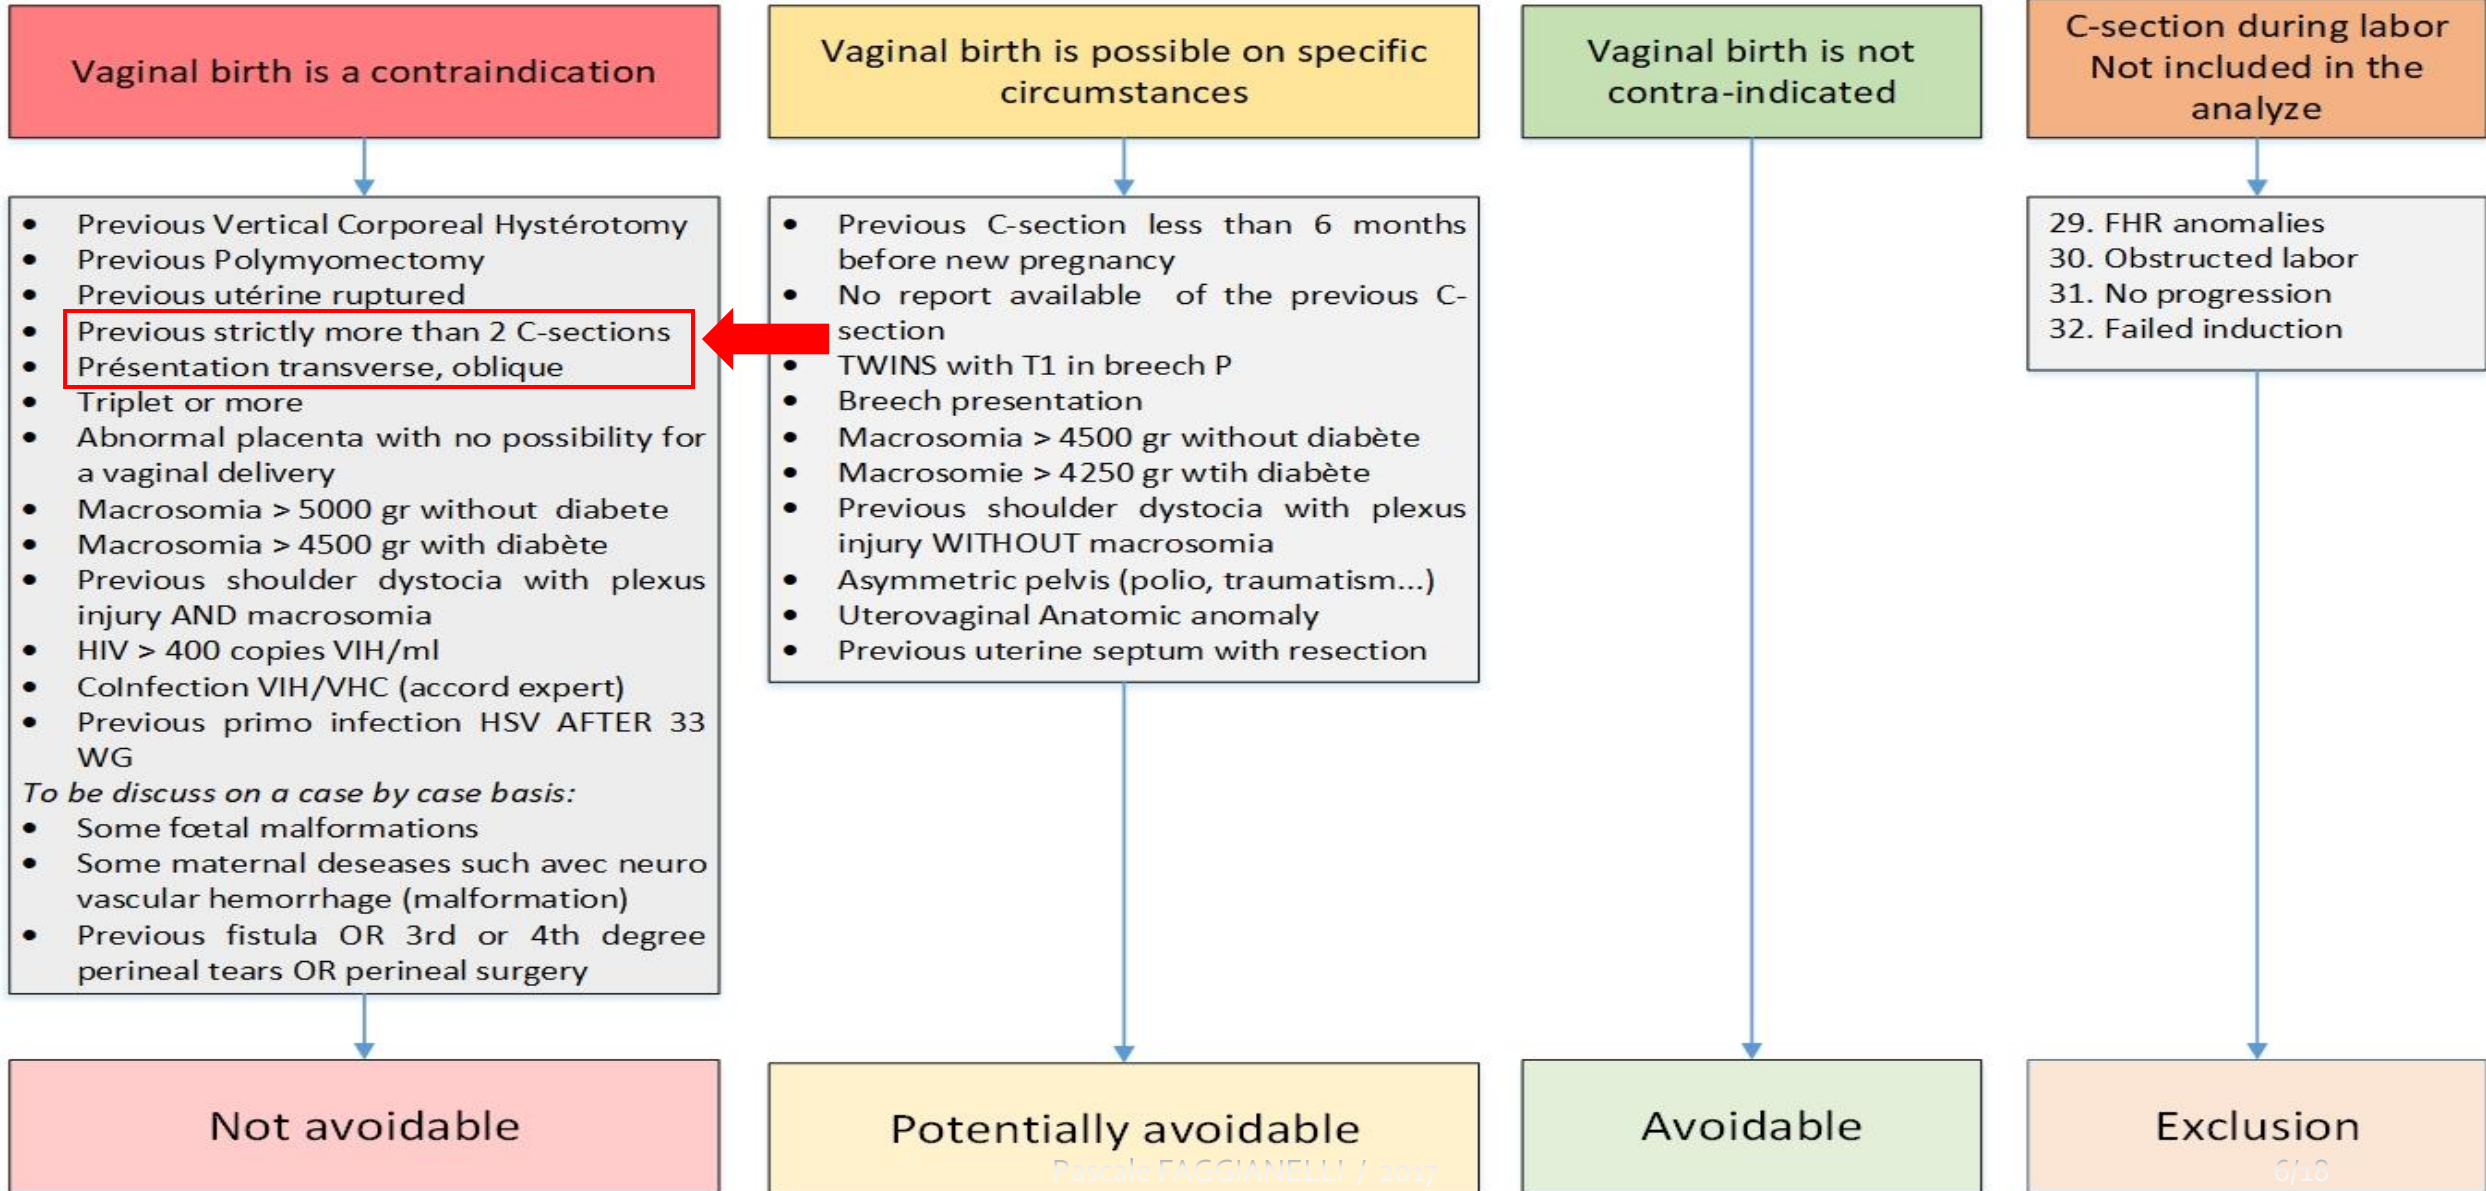 Vaginal birth is a contraindication
• Previous Vertical Corporeal Hystérotomy
• Previous Polymyomectomy
• Previous utérine ruptured
• Previous strictly more than 2 C-sections
• Présentation transverse, oblique
• Triplet or more
• Abnormal placenta with no possibility for
a vaginal delivery
• Macrosomia > 5000 gr without diabete
• Macrosomia > 4500 gr with diabète
• Previous shoulder dystocia with plexus
injury AND macrosomia
• HIV > 400 copies VIH/ml
• CoInfection VIH/VHC (accord expert)
• Previous primo infection HSV AFTER 33
WG
To be discuss on a case by case basis:
• Some fœtal malformations
• Some maternal deseases such avec neuro
vascular hemorrhage (malformation)
• Previous fistula OR 3rd or 4th degree
perineal tears OR perineal surgery
Not avoidable
Vaginal birth is possible on specific
circumstances
• Previous C-section less than 6 months
before new pregnancy
• No report available of the previous C-
section
• TWINS with T1 in breech P
• Breech presentation
• Macrosomia > 4500 gr without diabète
• Macrosomie > 4250 gr wtih diabète
• Previous shoulder dystocia with plexus
injury WITHOUT macrosomia
• Asymmetric pelvis (polio, traumatism...)
• Uterovaginal Anatomic anomaly
• Previous uterine septum with resection
Potentially avoidable
Vaginal birth is not
contra-indicated
Avoidable
C-section during labor
Not included in the
analyze
29. FHR anomalies
30. Obstructed labor
31. No progression
32. Failed induction
Exclusion
Pascale FAGGIANELLI / 2017
6/18